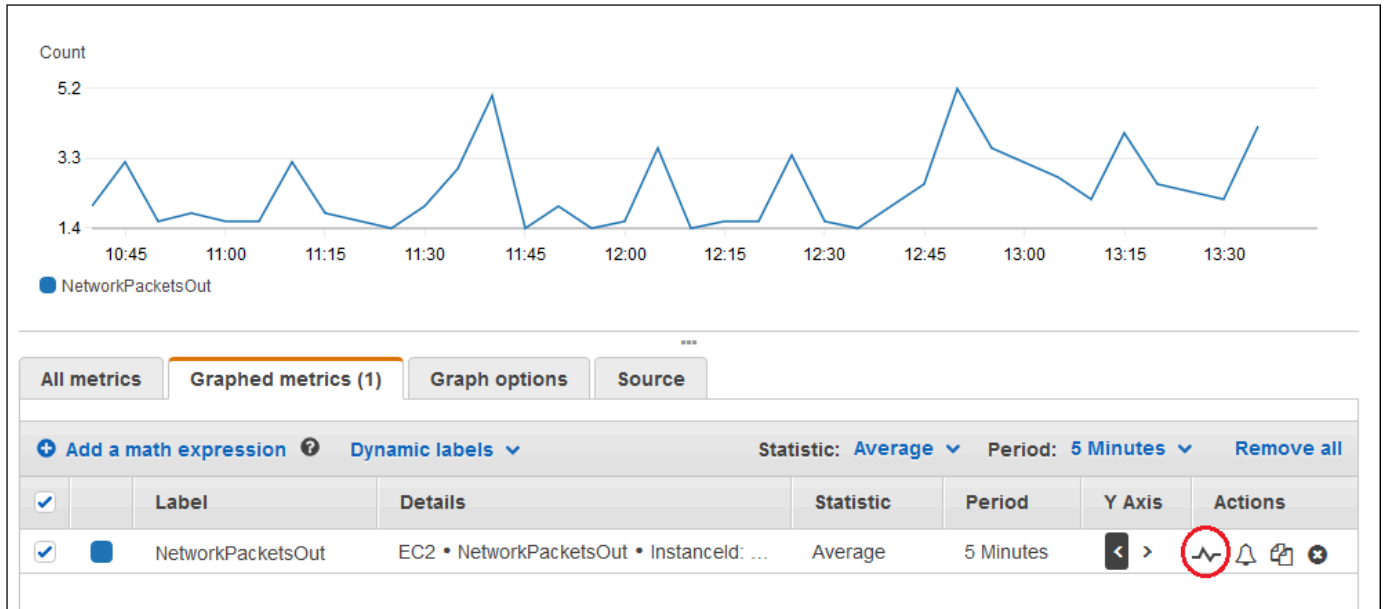 Count
5.2
3.3
1.4
10:45 11:00 11:15 11:30 11:45 12:00 12:15 12:30 12:45 13:00 13:15 13:30
NetworkPacketsOut
All metrics Graphed metrics (1) Graph options Source
Add a math expression ? Dynamic labels Statistic: Average Period: 5 Minutes Remove all
Label Details Statistic Period Y Axis Actions
NetworkPacketsOut EC2 • NetworkPacketsOut • InstanceId: ... Average 5 Minutes < >